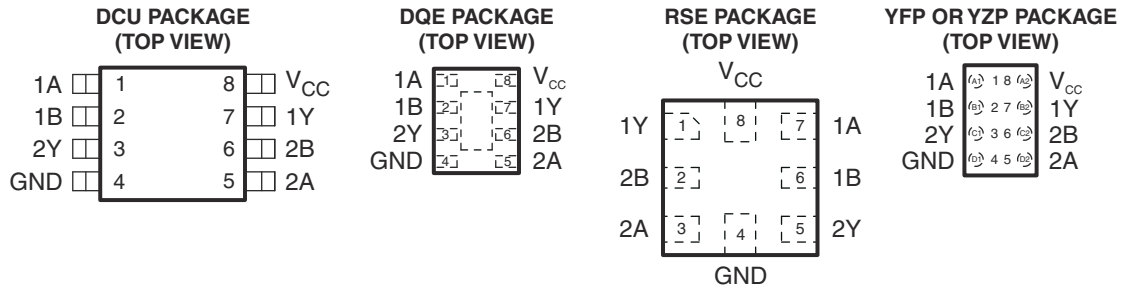 DCU PACKAGE
(TOP VIEW)
1A 1 8 VCC
1B 2 7 1Y
2Y 3 6 2B
GND 4 5 2A
DQE PACKAGE
(TOP VIEW)
1A 1 8 VCC
1B 2 7 1Y
2Y 3 6 2B
GND 4 5 2A
RSE PACKAGE
(TOP VIEW)
VCC
1Y 1 8 7 1A
2B 2 6 1B
2A 3 4 5 2Y
GND
YFP OR YZP PACKAGE
(TOP VIEW)
1A A1 1 8 A2 VCC
1B B1 2 7 B2 1Y
2Y C1 3 6 C2 2B
GND D1 4 5 D2 2A